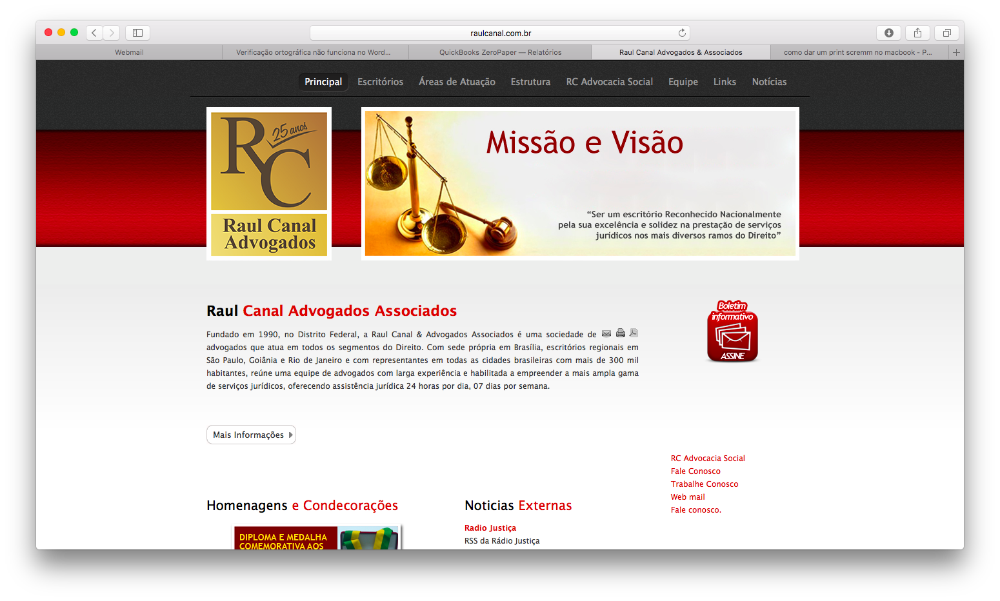 raulcanal.com.br
Webmail
Verificação ortográfica não funciona no Word...
QuickBooks ZeroPaper — Relatórios
Raul Canal Advogados & Associados
como dar um print scremm no macbook - P...
Principal
Escritórios
Áreas de Atuação
Estrutura
RC Advocacia Social
Equipe
Links
Notícias
RC
25 anos
Raul Canal
Advogados
Missão e Visão
“Ser um escritório Reconhecido Nacionalmente
pela sua excelência e solidez na prestação de serviços
jurídicos nos mais diversos ramos do Direito”
Raul Canal Advogados Associados
Fundado em 1990, no Distrito Federal, a Raul Canal & Advogados Associados é uma sociedade de
advogados que atua em todos os segmentos do Direito. Com sede própria em Brasília, escritórios regionais em
São Paulo, Goiânia e Rio de Janeiro e com representantes em todas as cidades brasileiras com mais de 300 mil
habitantes, reúne uma equipe de advogados com larga experiência e habilitada a empreender a mais ampla gama
de serviços jurídicos, oferecendo assistência jurídica 24 horas por dia, 07 dias por semana.
Boletim
informativo
ASSINE
Mais Informações
RC Advocacia Social
Fale Conosco
Trabalhe Conosco
Web mail
Fale conosco.
Homenagens e Condecorações
DIPLOMA E MEDALHA
COMEMORATIVA AOS
Noticias Externas
Radio Justiça
RSS da Rádio Justiça